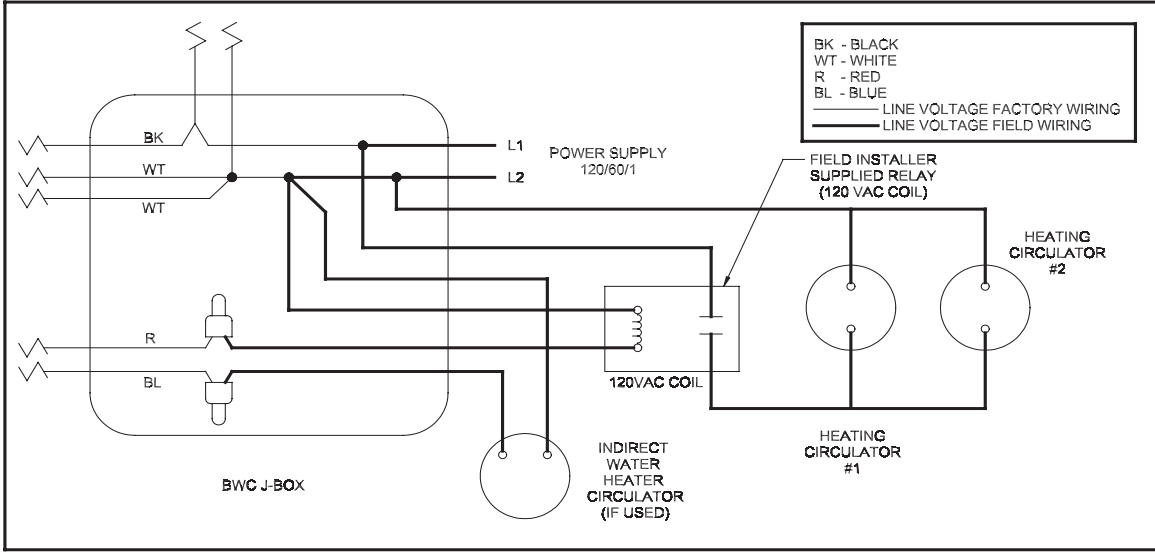 BK - BLACK
WT - WHITE
R - RED
BL - BLUE
LINE VOLTAGE FACTORY WIRING
LINE VOLTAGE FIELD WIRING
BK
L1
POWER SUPPLY
120/60/1
WT
L2
WT
FIELD INSTALLER
SUPPLIED RELAY
(120 VAC COIL)
HEATING
CIRCULATOR
#2
R
BL
120VAC COIL
HEATING
CIRCULATOR
#1
INDIRECT
WATER
HEATER
CIRCULATOR
(IF USED)
BWC J-BOX